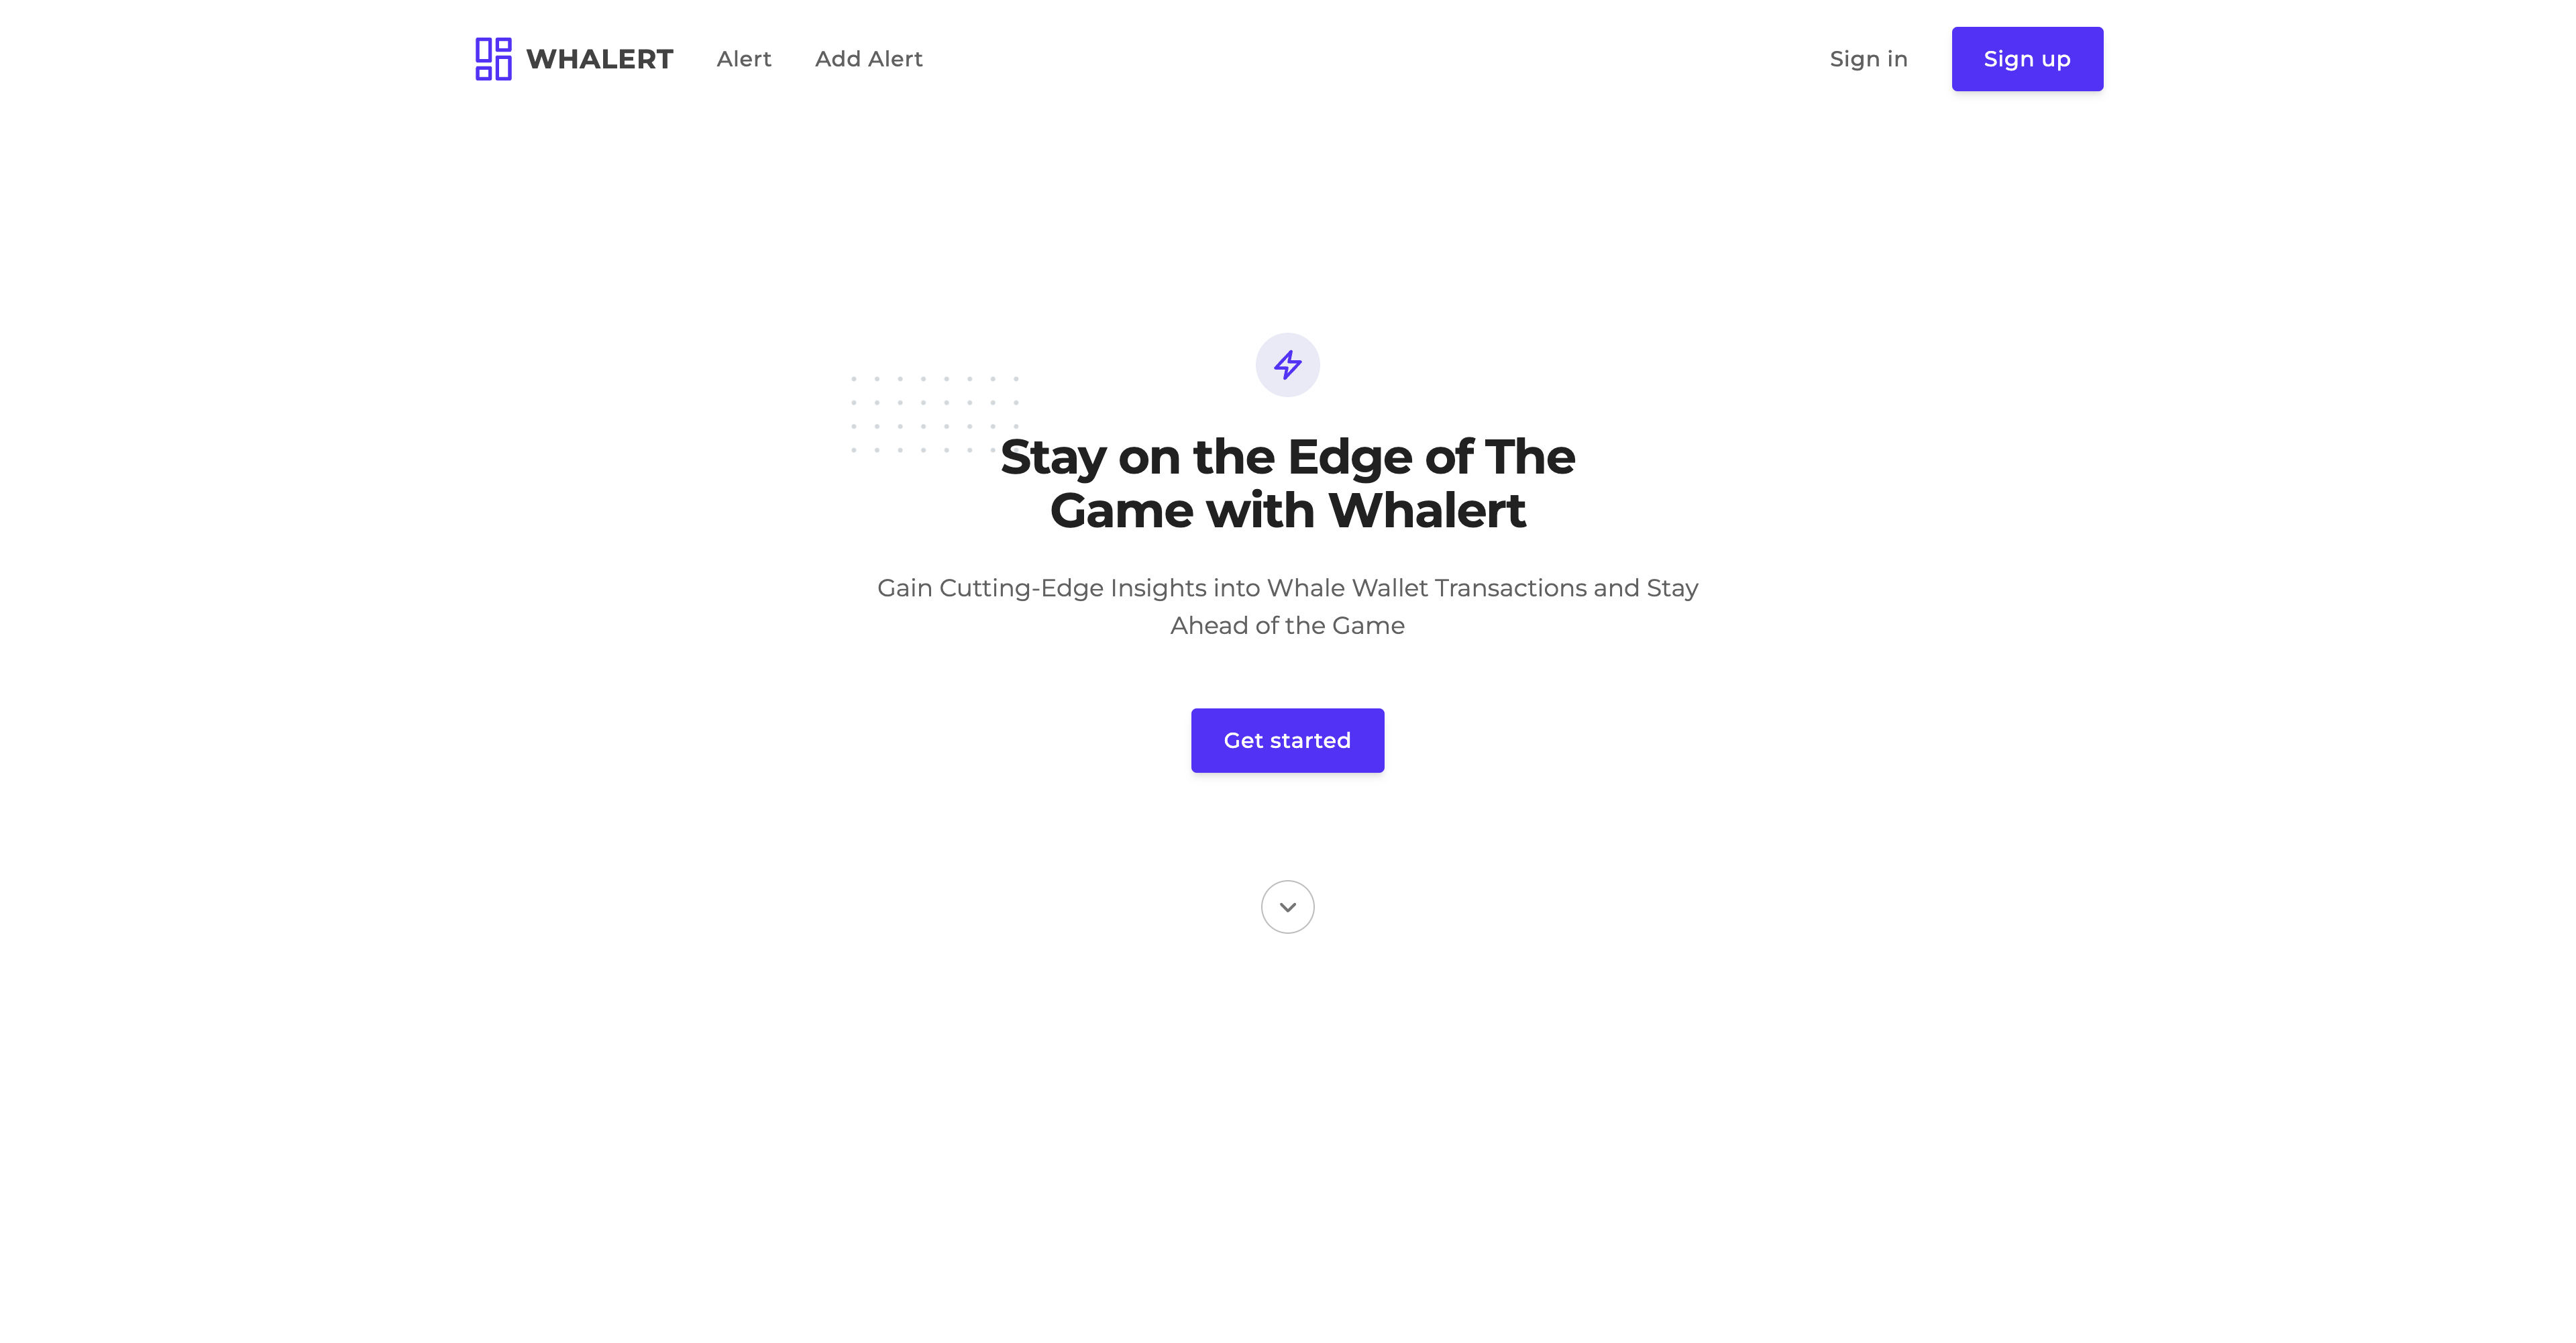 WHALERT
Alert
Add Alert
Sign in
Sign up
Stay on the Edge of The
Game with Whalert
Gain Cutting-Edge Insights into Whale Wallet Transactions and Stay
Ahead of the Game
Get started